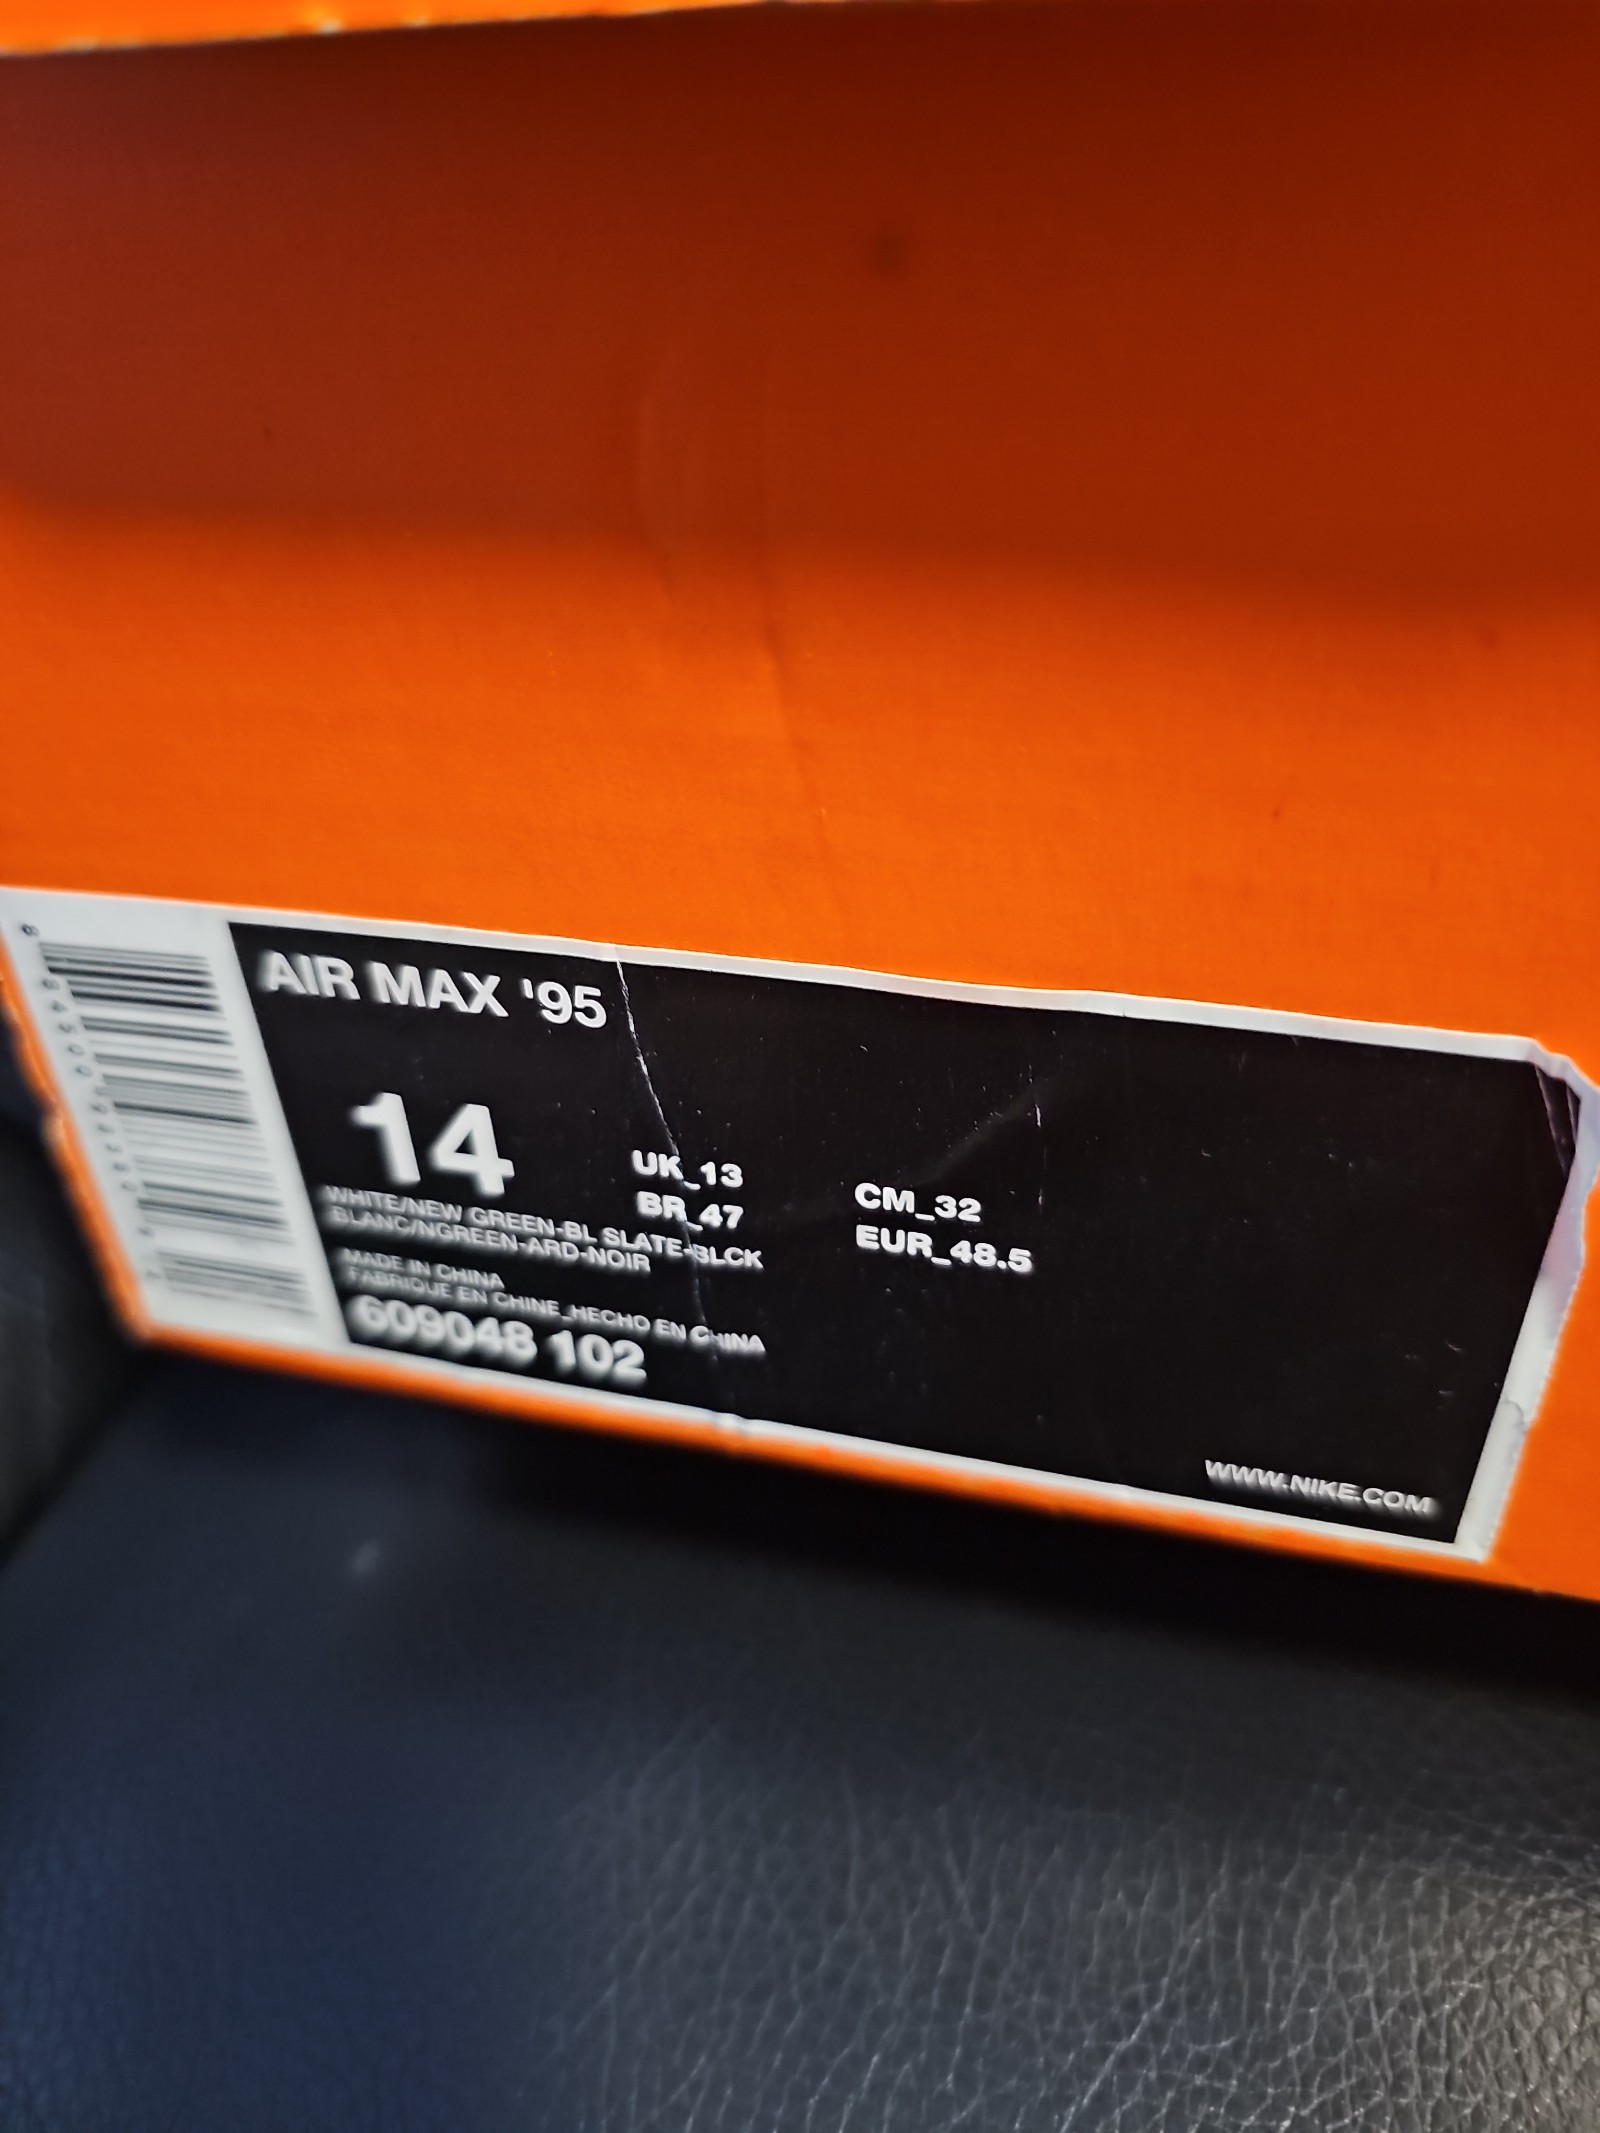 AIR MAX '95
14
UK_13
BR_47
CM_32
EUR_48.5
WHITE/NEW GREEN-BL SLATE-BLCK
BLANC/NGREEN-ARD-NOIR
MADE IN CHINA
FABRIQUE EN CHINE_HECHO EN CHINA
609048 102
WWW.NIKE.COM